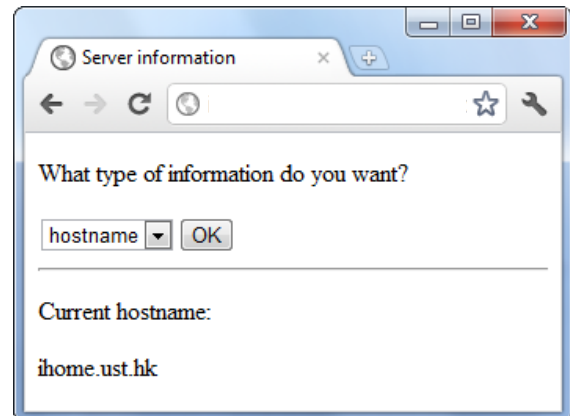 Server information
What type of information do you want?
hostname OK
Current hostname:
ihome.ust.hk